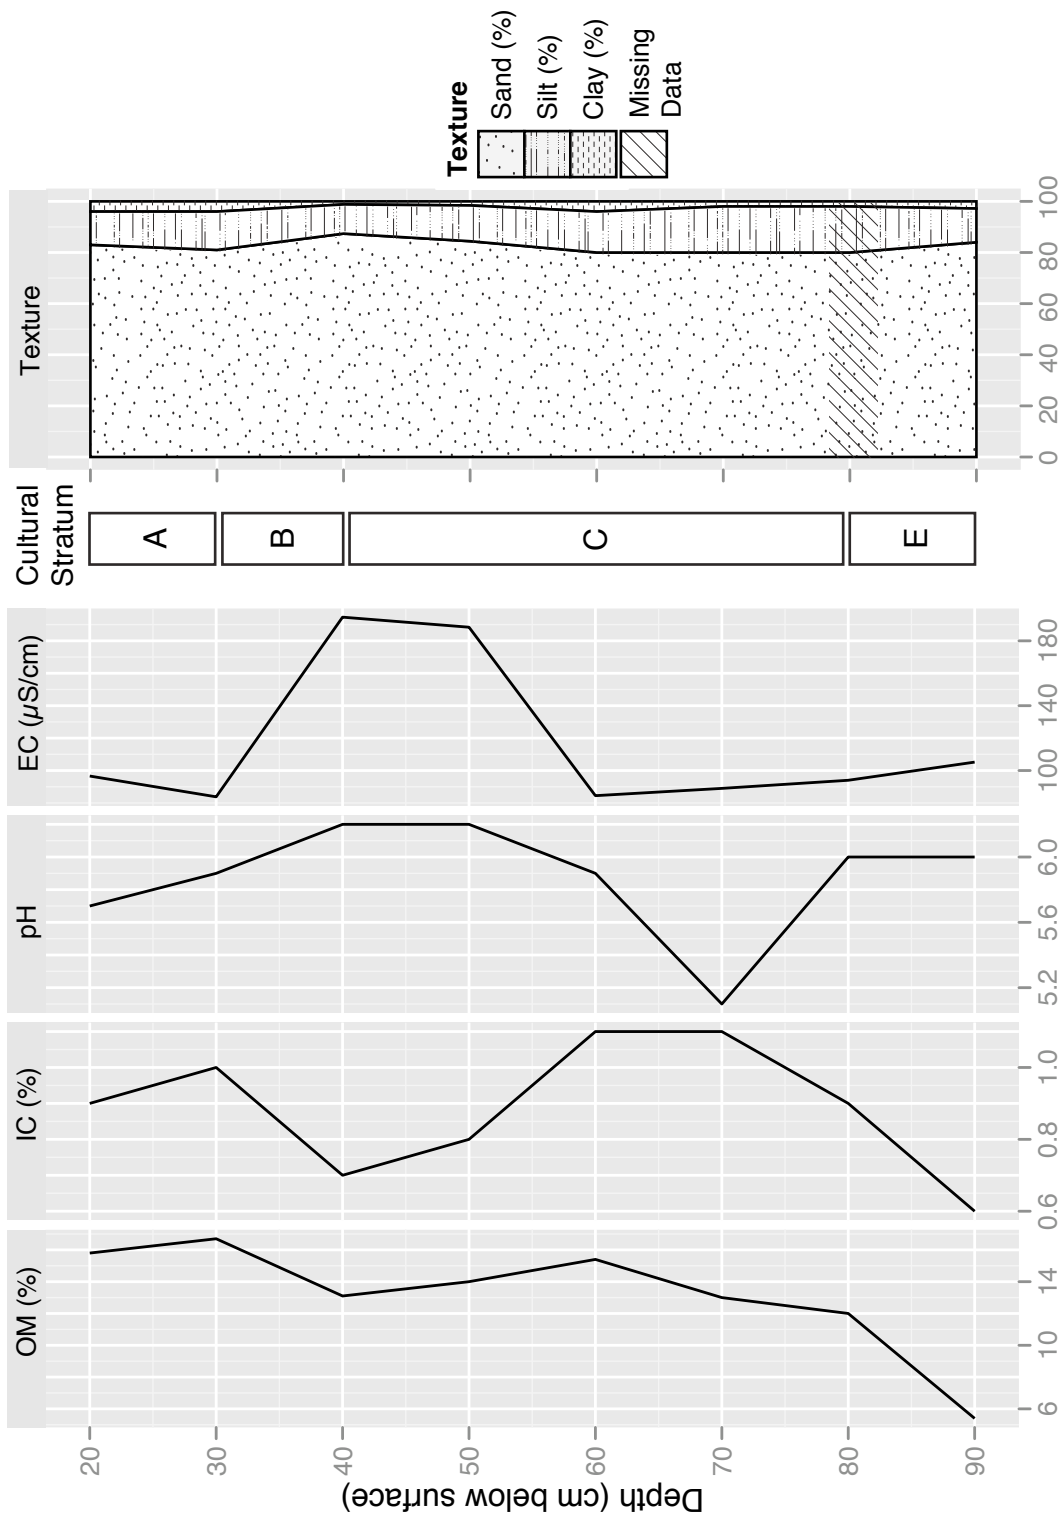 OM (%)
IC (%)
pH
EC (μS/cm)
Cultural
Stratum
Texture
Depth (cm below surface)
20
30
40
50
60
70
80
90
6
10
14
0.6
0.8
1.0
5.2
5.6
6.0
100
140
180
A
B
C
E
0
20
40
60
80
100
Texture
Sand (%)
Silt (%)
Clay (%)
Missing
Data